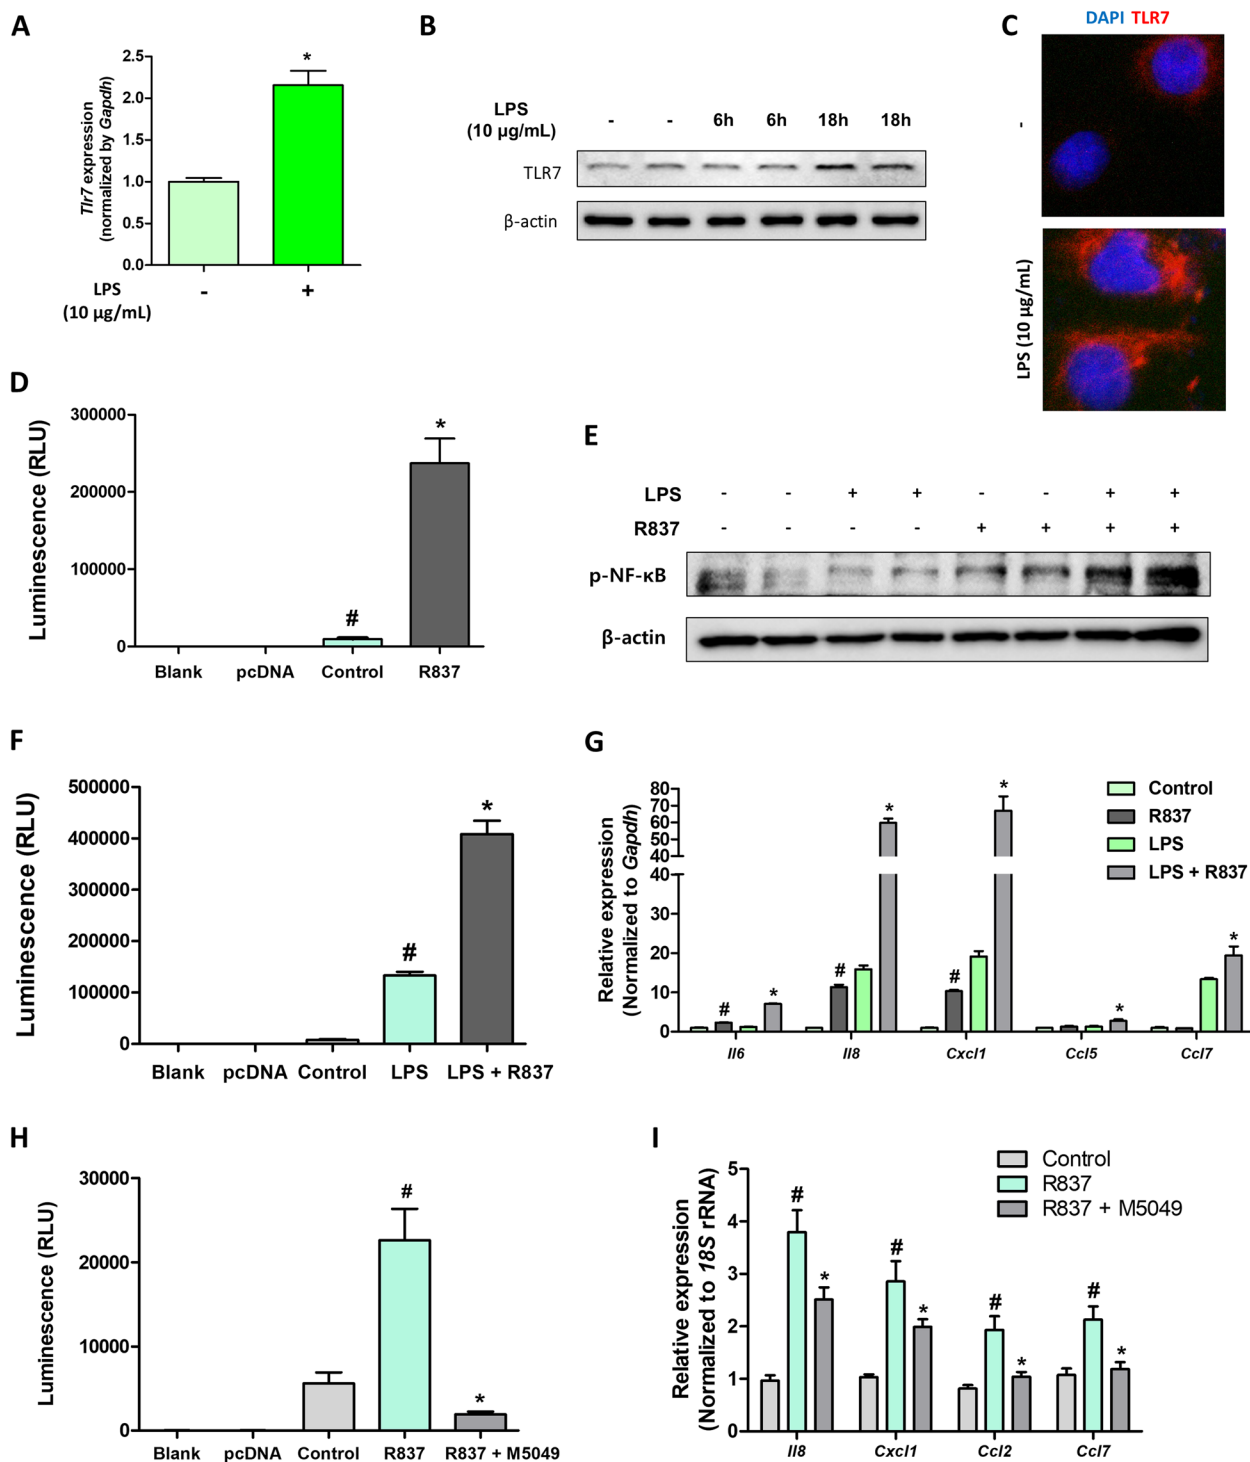 A
Tlr7 expression
(normalized by Gapdh)
2.5
2.0
1.5
1.0
0.5
0.0
*
LPS
(10 µg/mL)
- +
B
LPS
(10 µg/mL)
- - 6h 6h 18h 18h
TLR7
β-actin
C
DAPI TLR7
-
LPS (10 µg/mL)
D
Luminescence (RLU)
300000
200000
100000
0
# *
Blank pcDNA Control R837
E
LPS - - + + - - + +
R837 - - - - + + + +
p-NF-κB
β-actin
F
Luminescence (RLU)
500000
400000
300000
200000
100000
0
# *
Blank pcDNA Control LPS LPS + R837
G
Relative expression
(Normalized to Gapdh)
80
70
60
50
40
30
20
10
0
# * # * # * * *
Il6 Il8 Cxcl1 Ccl5 Ccl7
Control
R837
LPS
LPS + R837
H
Luminescence (RLU)
30000
20000
10000
0
# *
Blank pcDNA Control R837 R837 + M5049
I
Relative expression
(Normalized to 18S rRNA)
5
4
3
2
1
0
# * # * # * # *
Il8 Cxcl1 Ccl2 Ccl7
Control
R837
R837 + M5049